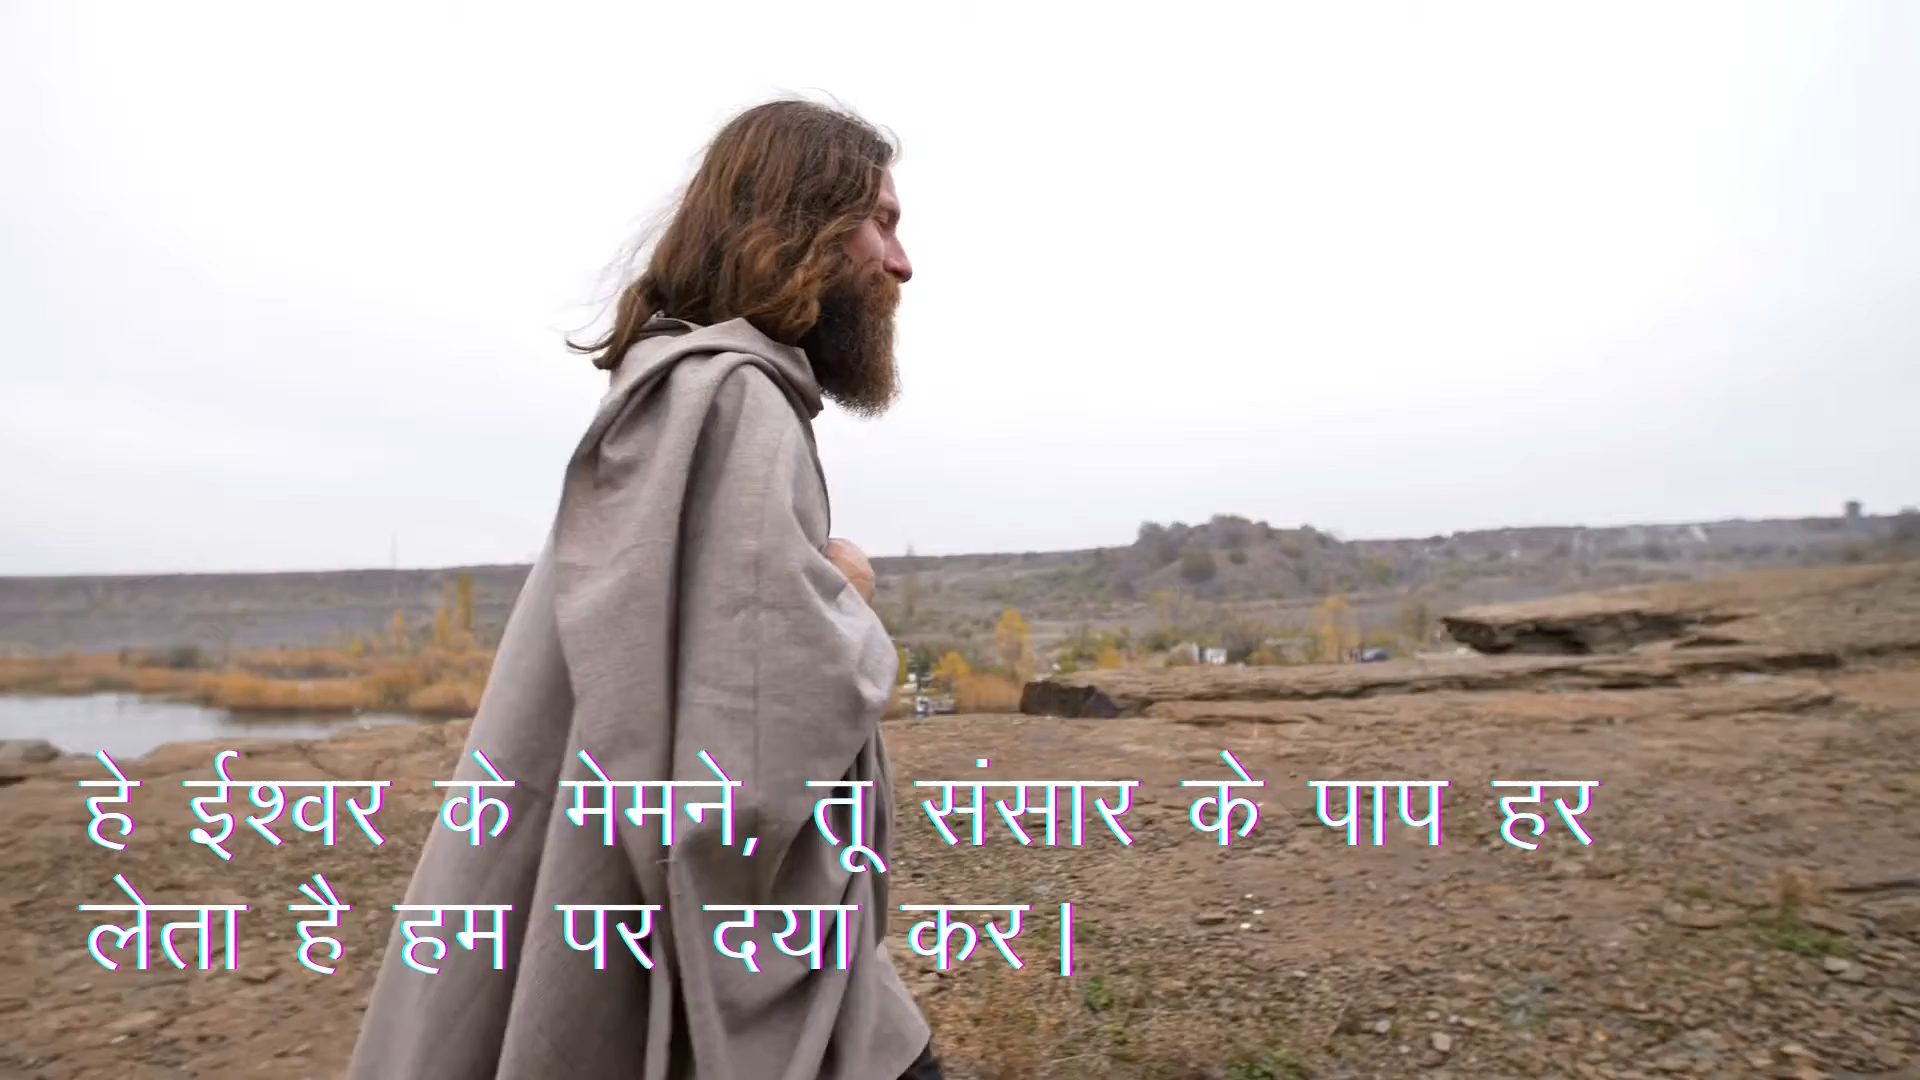 हे ईश्वर के मेमने, तू संसार के पाप हर
लेता है हम पर दया कर।